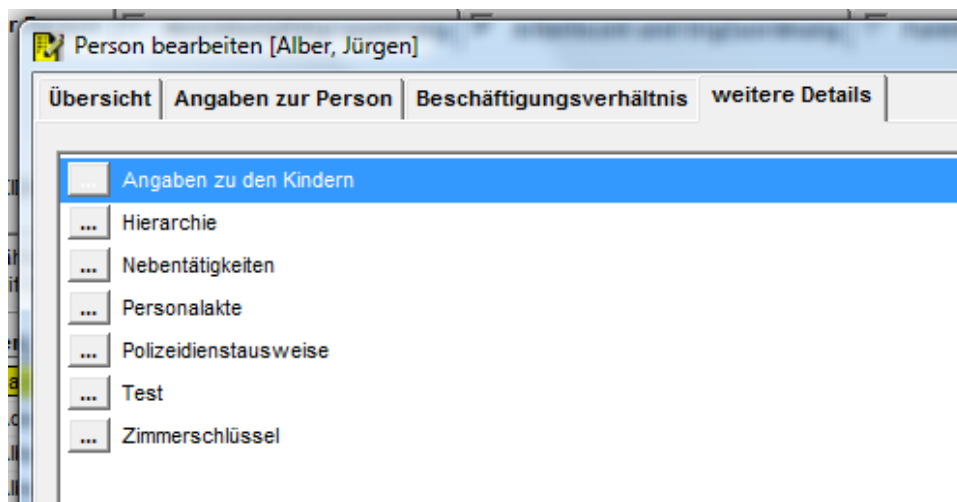 Person bearbeiten [Alber, Jürgen]
Übersicht Angaben zur Person Beschäftigungsverhältnis weitere Details
... Angaben zu den Kindern
... Hierarchie
... Nebentätigkeiten
... Personalakte
... Polizeidienstausweise
... Test
... Zimmerschlüssel